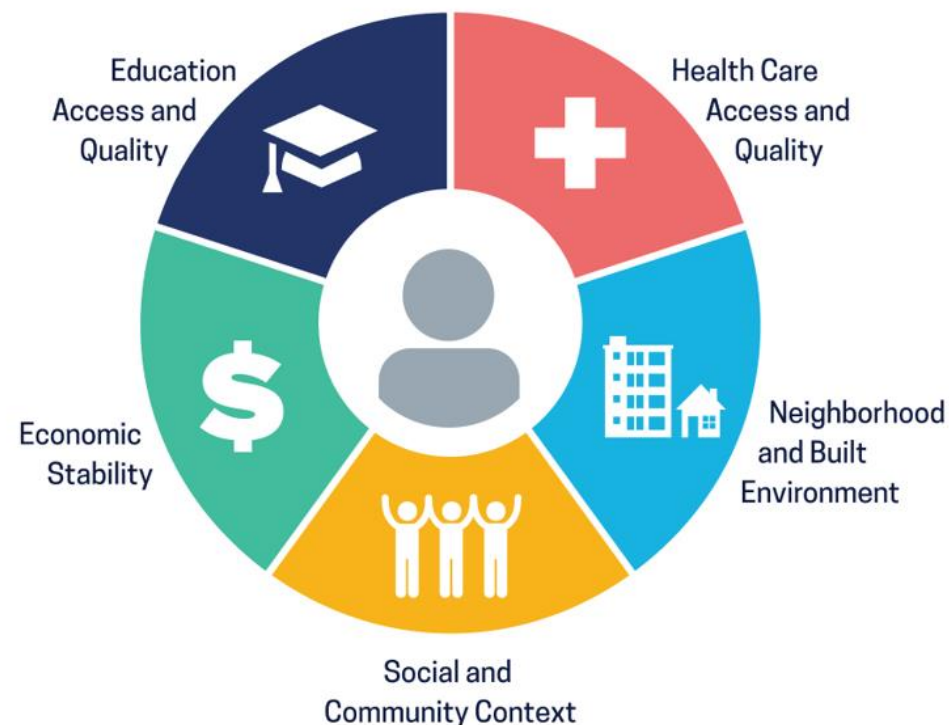 Education
Access and
Quality
Health Care
Access and
Quality
Economic
Stability
Neighborhood
and Built
Environment
Social and
Community Context